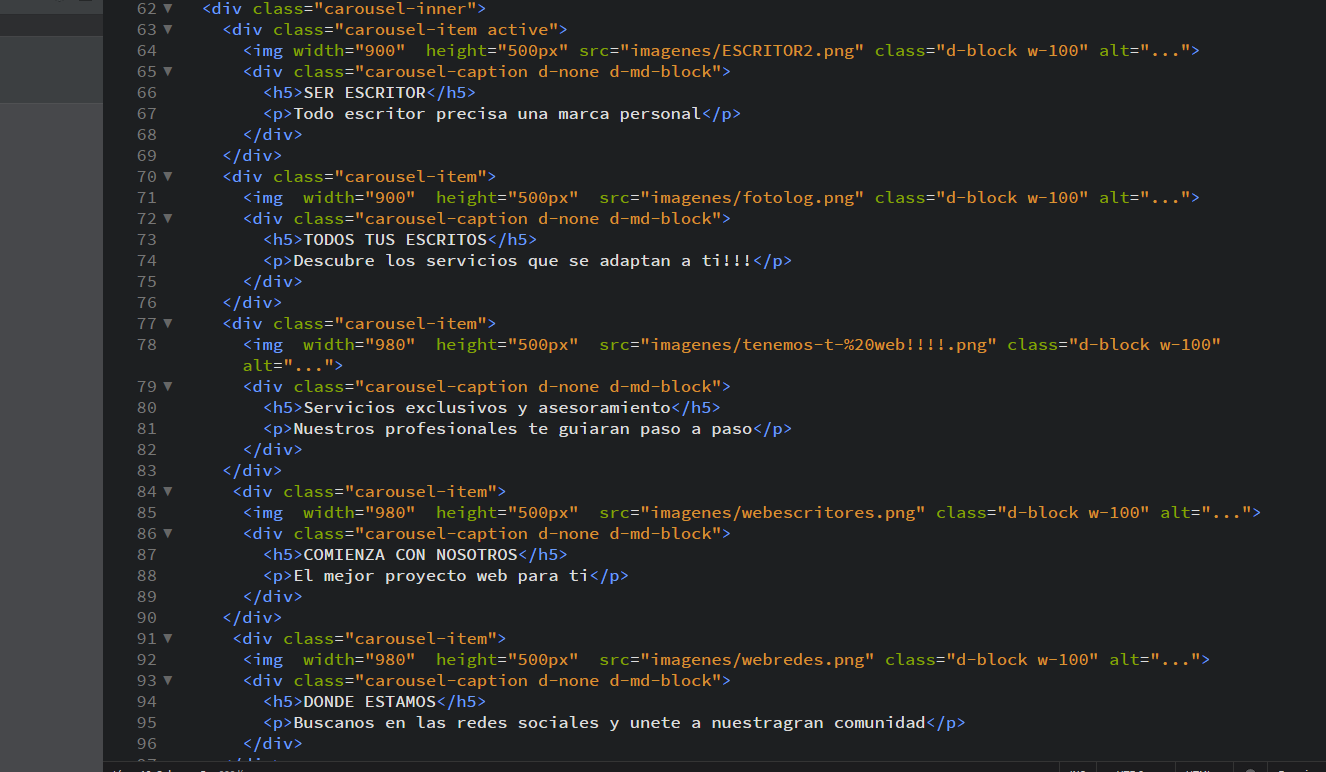 62 <div class="carousel-inner">
63 <div class="carousel-item active">
64 <img width="900"  height="500px" src="imagenes/ESCRITOR2.png" class="d-block w-100" alt="...">
65 <div class="carousel-caption d-none d-md-block">
66 <h5>SER ESCRITOR</h5>
67 <p>Todo escritor precisa una marca personal</p>
68 </div>
69 </div>
70 <div class="carousel-item">
71 <img  width="900"  height="500px"  src="imagenes/fotolog.png" class="d-block w-100" alt="...">
72 <div class="carousel-caption d-none d-md-block">
73 <h5>TODOS TUS ESCRITOS</h5>
74 <p>Descubre los servicios que se adaptan a ti!!!</p>
75 </div>
76 </div>
77 <div class="carousel-item">
78 <img  width="980"  height="500px"  src="imagenes/tenemos-t-%20web!!!!.png" class="d-block w-100"
alt="...">
79 <div class="carousel-caption d-none d-md-block">
80 <h5>Servicios exclusivos y asesoramiento</h5>
81 <p>Nuestros profesionales te guiaran paso a paso</p>
82 </div>
83 </div>
84 <div class="carousel-item">
85 <img  width="980"  height="500px"  src="imagenes/webescritores.png" class="d-block w-100" alt="...">
86 <div class="carousel-caption d-none d-md-block">
87 <h5>COMIENZA CON NOSOTROS</h5>
88 <p>El mejor proyecto web para ti</p>
89 </div>
90 </div>
91 <div class="carousel-item">
92 <img  width="980"  height="500px"  src="imagenes/webredes.png" class="d-block w-100" alt="...">
93 <div class="carousel-caption d-none d-md-block">
94 <h5>DONDE ESTAMOS</h5>
95 <p>Buscanos en las redes sociales y unete a nuestragran comunidad</p>
96 </div>